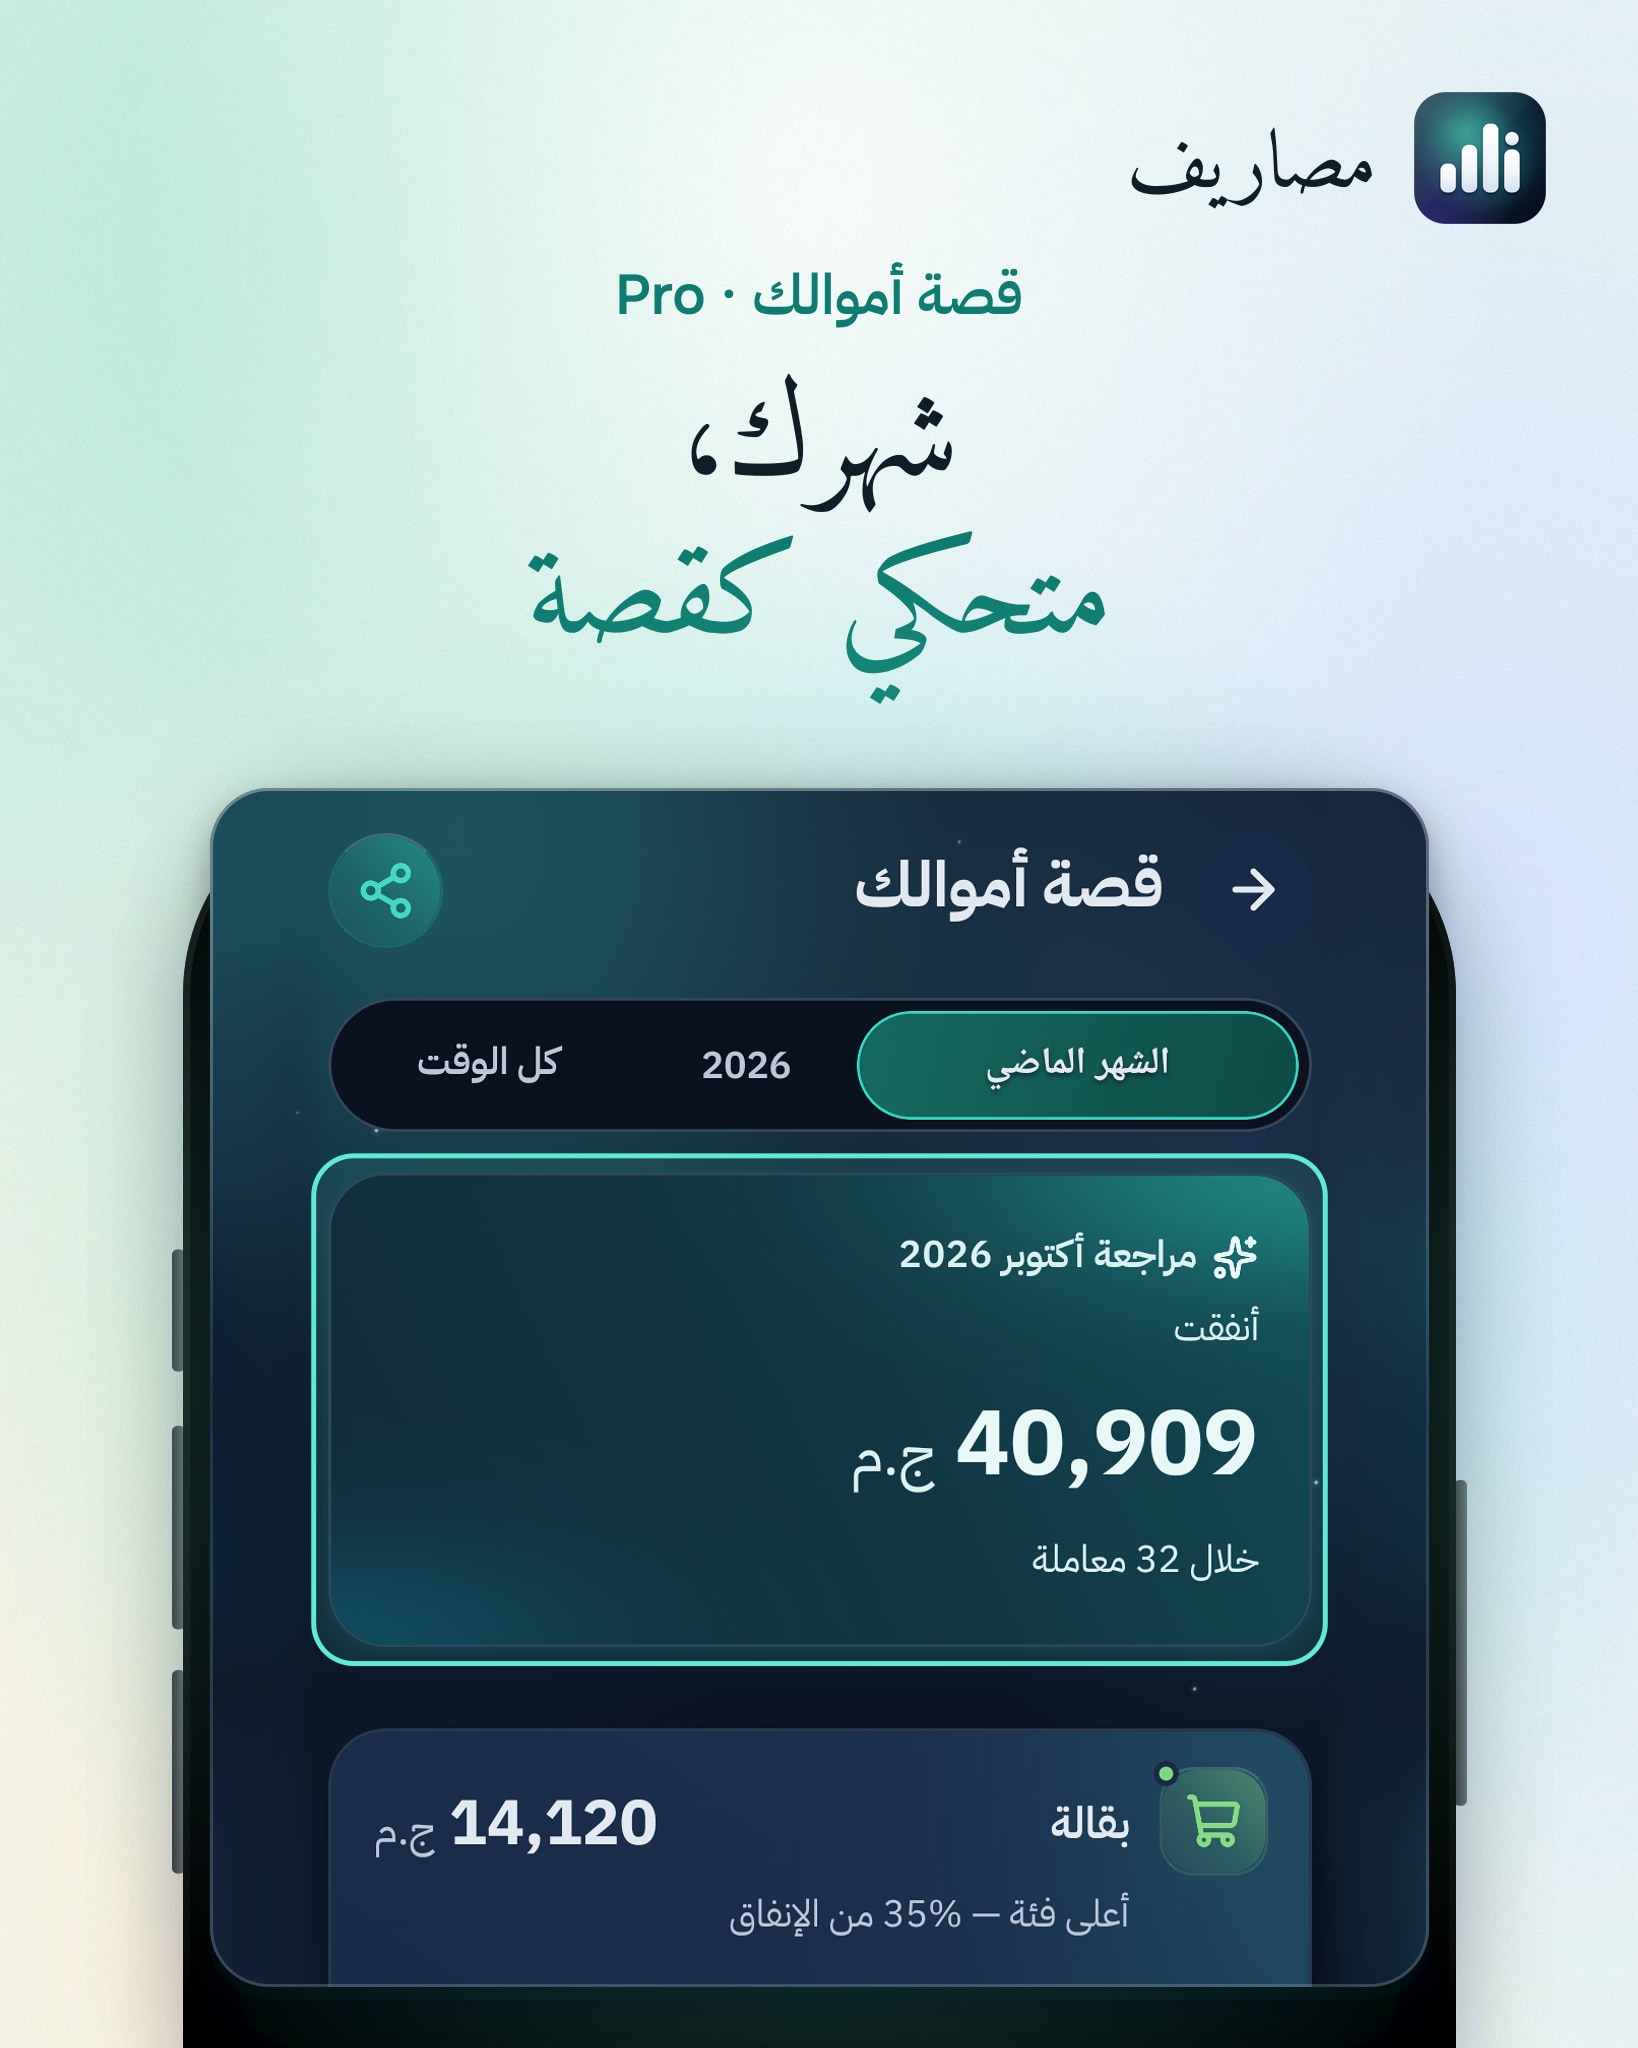 مصاريف
قصة أموالك · Pro
شهرك،
متحكي كقصة
قصة أموالك
الشهر الماضي
2026
كل الوقت
مراجعة أكتوبر 2026
أنفقت
40,909 ج.م
خلال 32 معاملة
بقالة
14,120 ج.م
أعلى فئة — 35% من الإنفاق